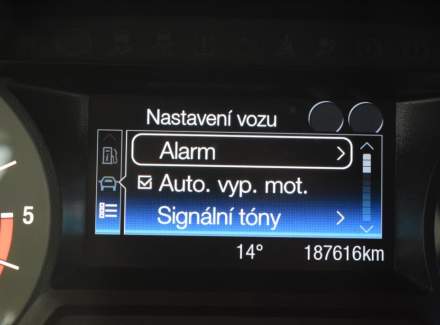 Nastavení vozu
Alarm
Auto. vyp. mot.
Signální tóny
14° 187616km
5